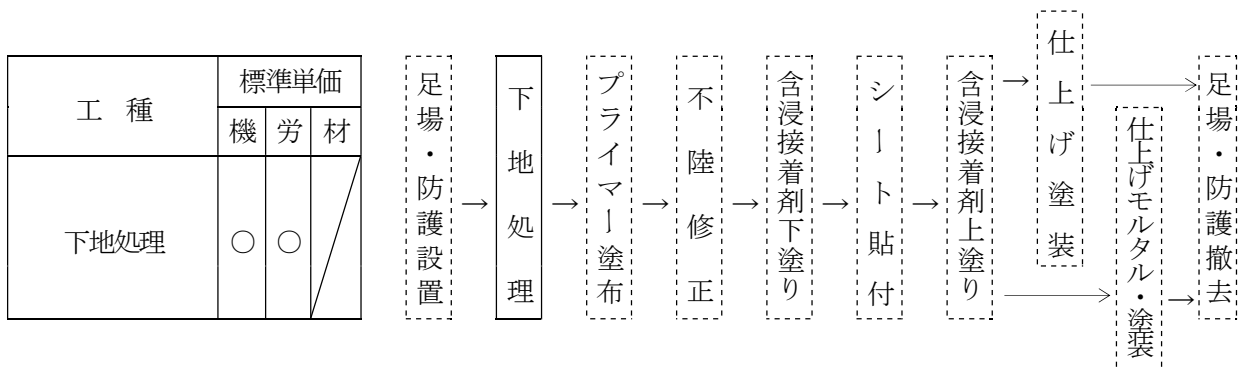 工 種
標準単価
機 労 材
下地処理
○ ○
足場・防護設置
→
下地処理
→
プライマー塗布
→
不陸修正
→
含浸接着剤下塗り
→
シート貼付
→
含浸接着剤上塗り
→
仕上げ塗装
→
→
仕上げモルタル・塗装
→
足場・防護撤去